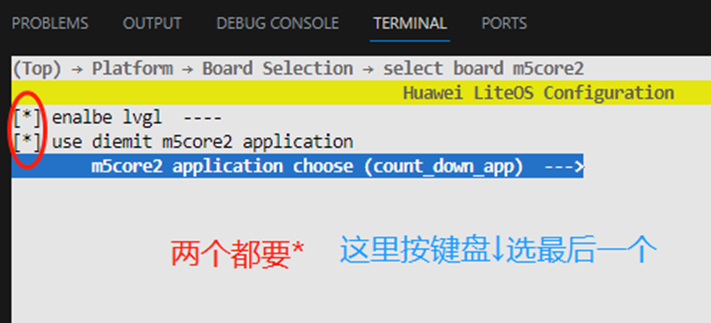 PROBLEMS OUTPUT DEBUG CONSOLE TERMINAL PORTS
(Top) → Platform → Board Selection → select board m5core2
Huawei LiteOS Configuration
[*] enalbe lvgl ----
[*] use diemit m5core2 application
m5core2 application choose (count_down_app) --->
两个都要* 这里按键盘↓选最后一个